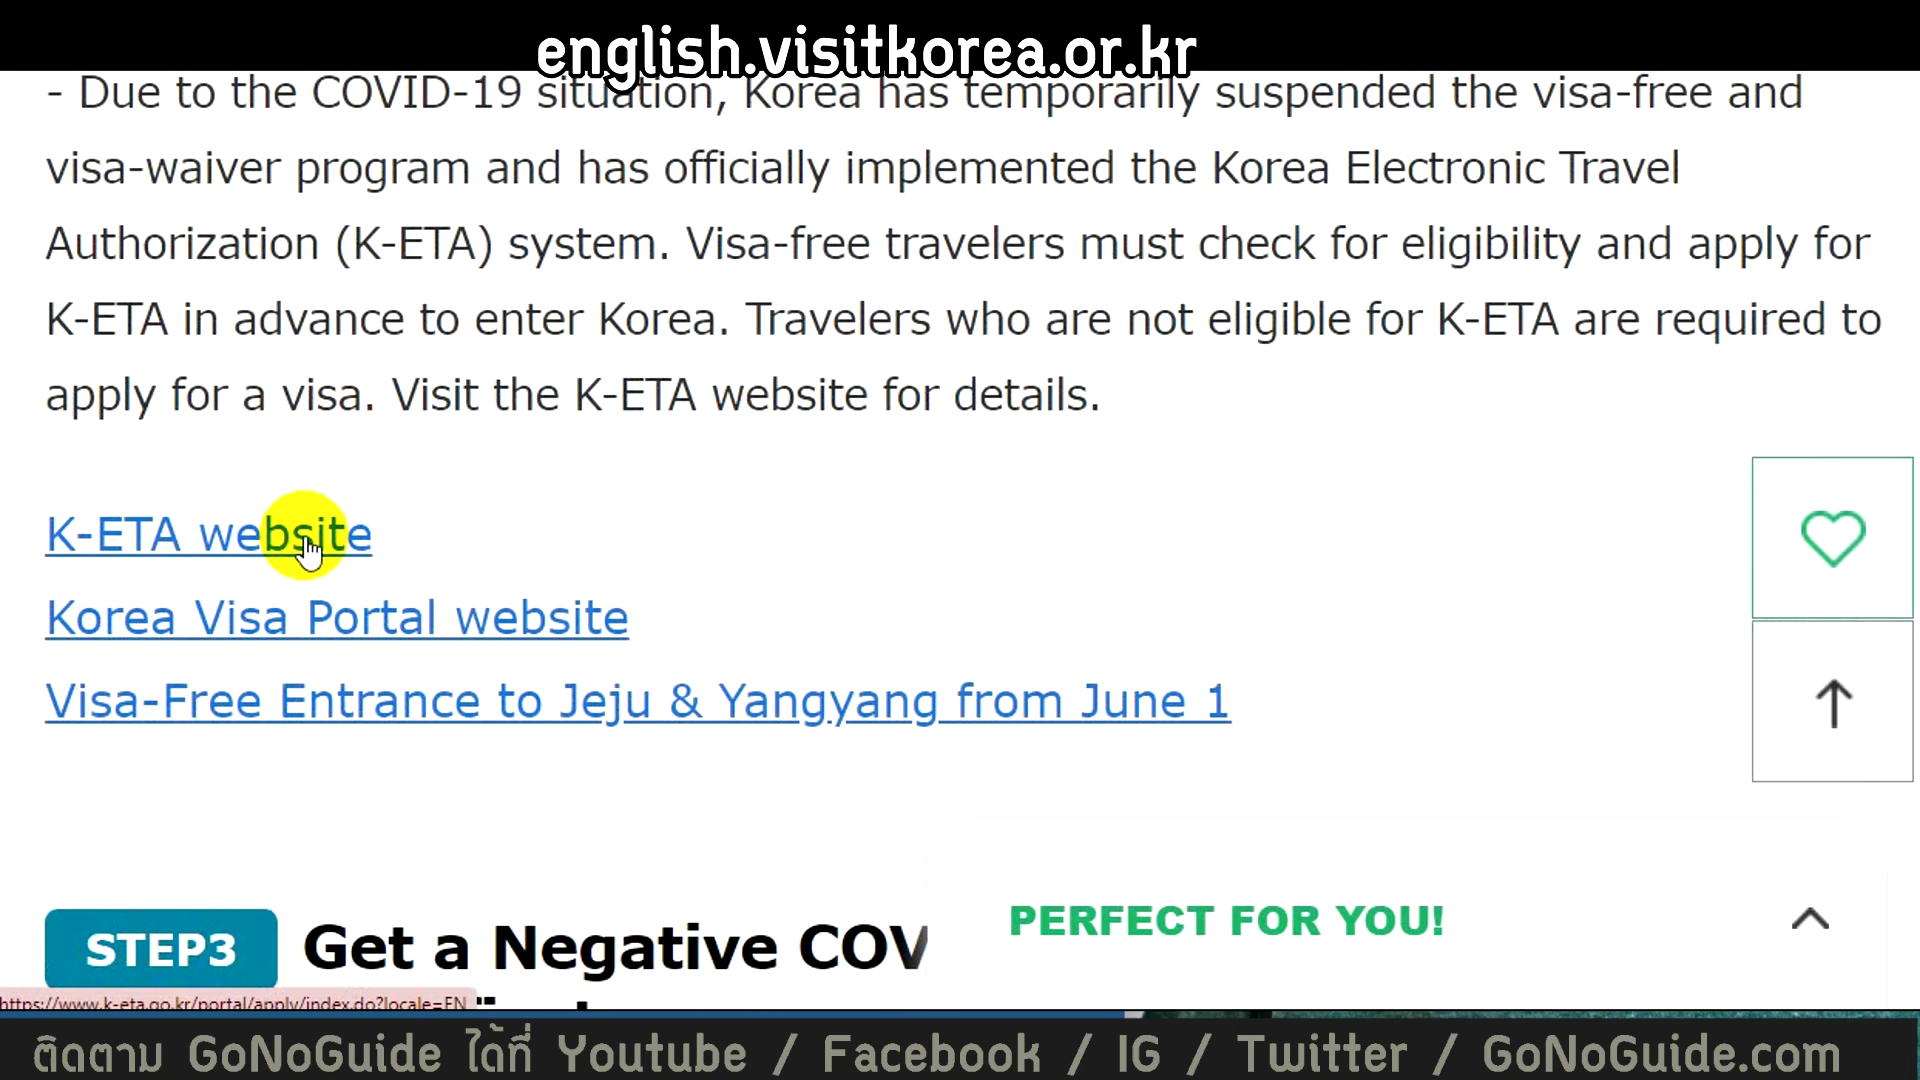 english.visitkorea.or.kr
- Due to the COVID-19 situation, Korea has temporarily suspended the visa-free and
visa-waiver program and has officially implemented the Korea Electronic Travel
Authorization (K-ETA) system. Visa-free travelers must check for eligibility and apply for
K-ETA in advance to enter Korea. Travelers who are not eligible for K-ETA are required to
apply for a visa. Visit the K-ETA website for details.
K-ETA website
Korea Visa Portal website
Visa-Free Entrance to Jeju & Yangyang from June 1
STEP3 Get a Negative COV
PERFECT FOR YOU!
https://www.k-eta.go.kr/portal/apply/index.do?locale=EN
ติดตาม GoNoGuide ได้ที่ Youtube / Facebook / IG / Twitter / GoNoGuide.com